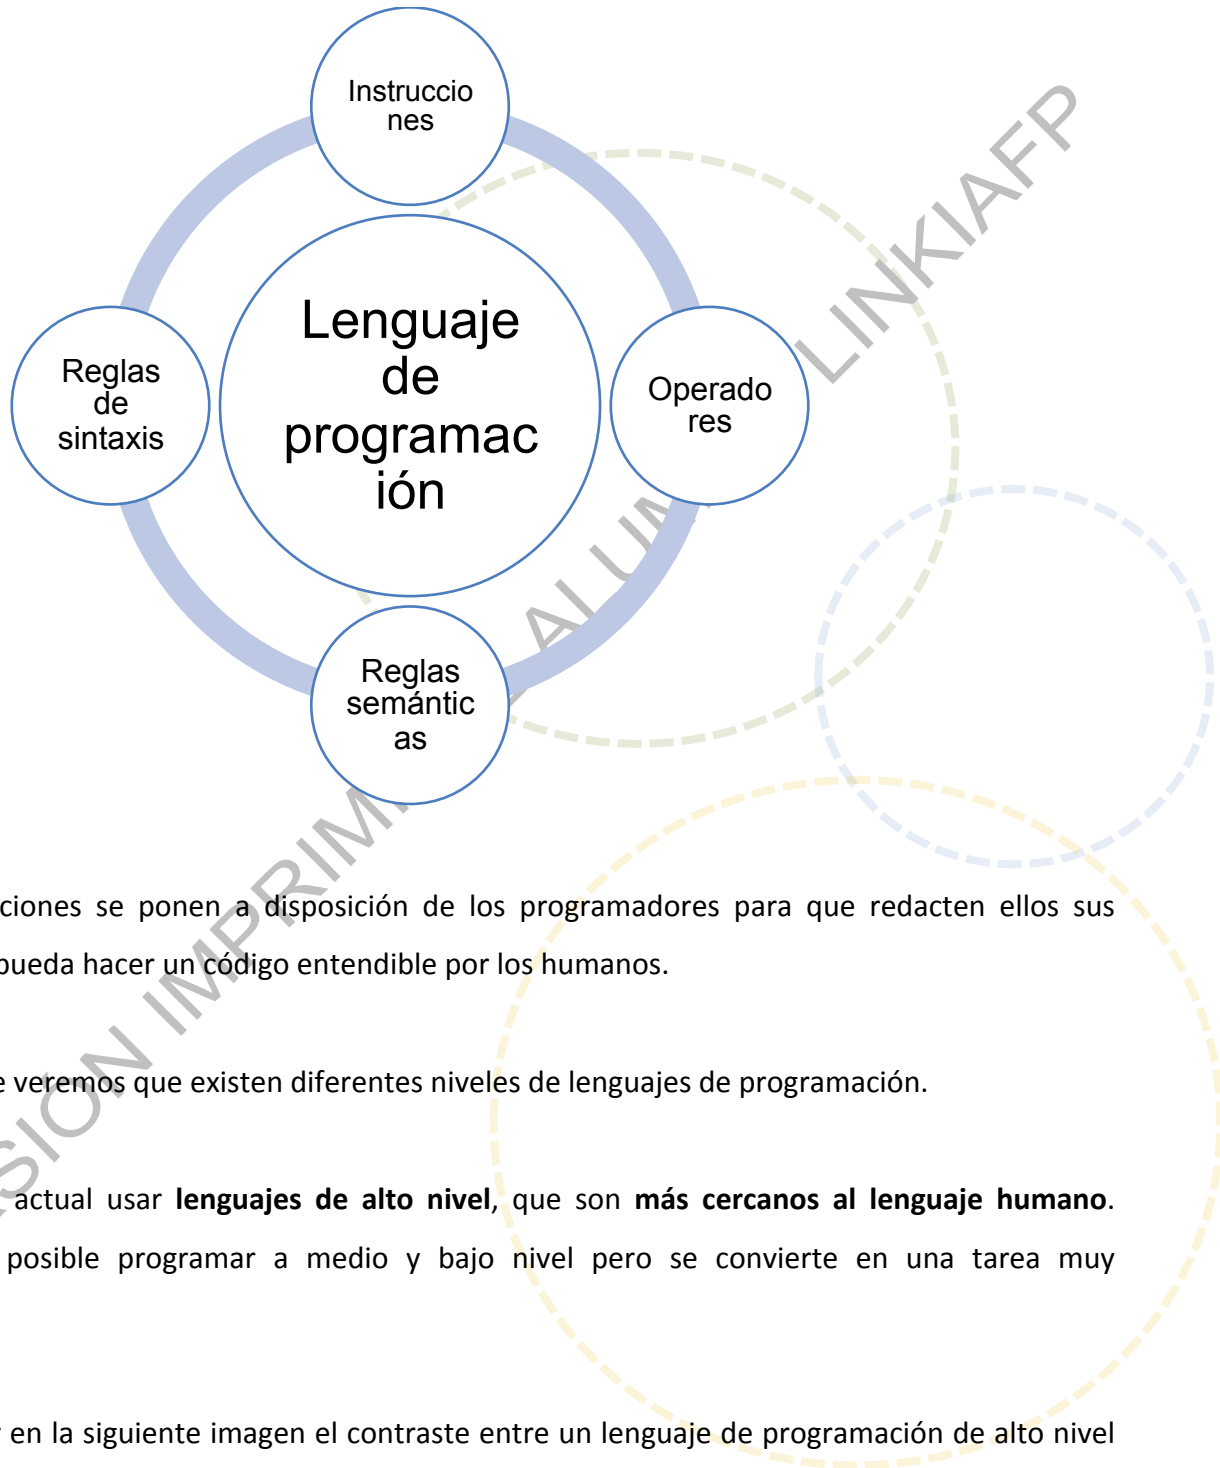 Instruccio
nes
Lenguaje
de
programac
ión
Reglas
de
sintaxis
Operado
res
Reglas
semántic
as
LINKIAFP
ciones se ponen a disposición de los programadores para que redacten ellos sus
pueda hacer un código entendible por los humanos.
e veremos que existen diferentes niveles de lenguajes de programación.
actual usar lenguajes de alto nivel, que son más cercanos al lenguaje humano.
posible programar a medio y bajo nivel pero se convierte en una tarea muy
en la siguiente imagen el contraste entre un lenguaje de programación de alto nivel